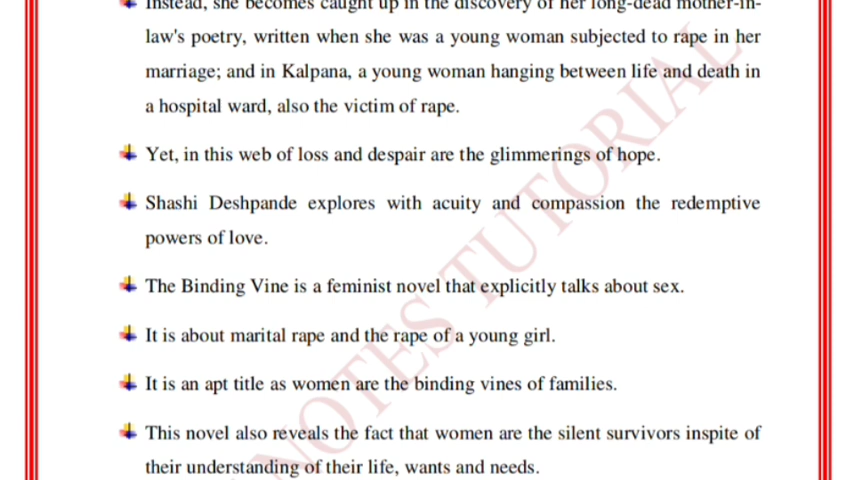 Instead, she becomes caught up in the discovery of her long-dead mother-in-
law's poetry, written when she was a young woman subjected to rape in her
marriage; and in Kalpana, a young woman hanging between life and death in
a hospital ward, also the victim of rape.
Yet, in this web of loss and despair are the glimmerings of hope.
Shashi Deshpande explores with acuity and compassion the redemptive
powers of love.
The Binding Vine is a feminist novel that explicitly talks about sex.
It is about marital rape and the rape of a young girl.
It is an apt title as women are the binding vines of families.
This novel also reveals the fact that women are the silent survivors inspite of
their understanding of their life, wants and needs.
NOTES TUTORIAL